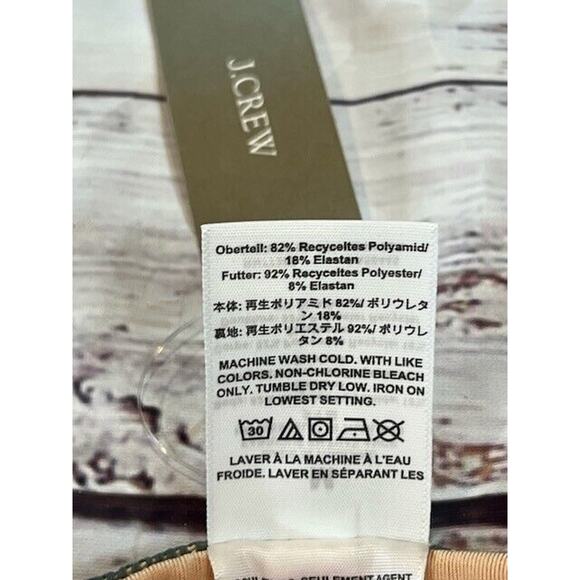 J.CREW
Oberteil: 82% Recyceltes Polyamid/
18% Elastan
Futter: 92% Recyceltes Polyester/
8% Elastan
本体: 再生ポリアミド 82%/ ポリウレタ
ン 18%
裏地: 再生ポリエステル 92%/ ポリウレ
タン 8%
MACHINE WASH COLD. WITH LIKE
COLORS. NON-CHLORINE BLEACH
ONLY. TUMBLE DRY LOW. IRON ON
LOWEST SETTING.
30
LAVER À LA MACHINE À L'EAU
FROIDE. LAVER EN SÉPARANT LES
SEULEMENT AGENT